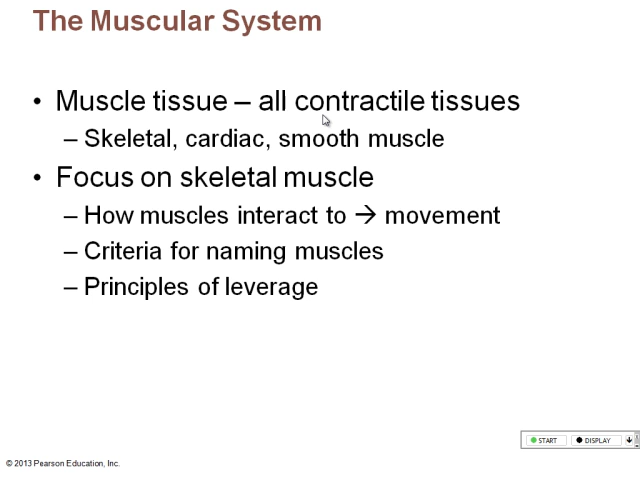 The Muscular System
• Muscle tissue – all contractile tissues
– Skeletal, cardiac, smooth muscle
• Focus on skeletal muscle
– How muscles interact to → movement
– Criteria for naming muscles
– Principles of leverage
START DISPLAY
© 2013 Pearson Education, Inc.